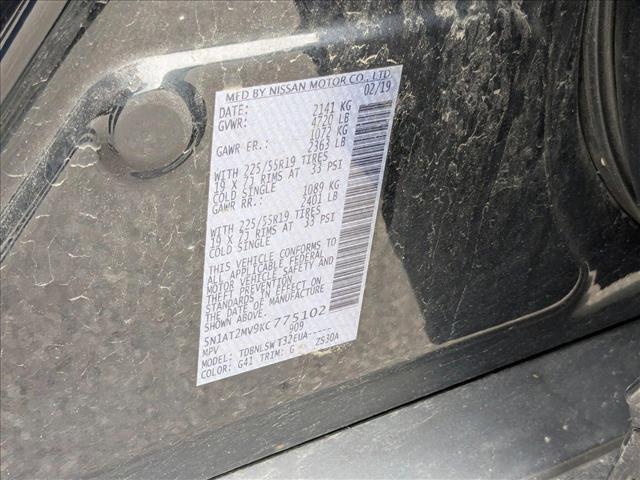 MFD BY NISSAN MOTOR CO., LTD.
DATE: 02/19
GVWR: 2141 KG
4720 LB
GAWR FR.: 1072 KG
2363 LB
WITH 225/55R19 TIRES
19 X 7J RIMS AT 33 PSI
COLD SINGLE
GAWR RR.: 1089 KG
2401 LB
WITH 225/55R19 TIRES
19 X 7J RIMS AT 33 PSI
COLD SINGLE
THIS VEHICLE CONFORMS TO
ALL APPLICABLE FEDERAL
MOTOR VEHICLE SAFETY AND
THEFT PREVENTION
STANDARDS IN EFFECT ON
THE DATE OF MANUFACTURE
SHOWN ABOVE.
5N1AT2MV9KC775102
MPV 909
MODEL: TDBNLSWT32EUA-----
COLOR: G41 TRIM: G ZS30A